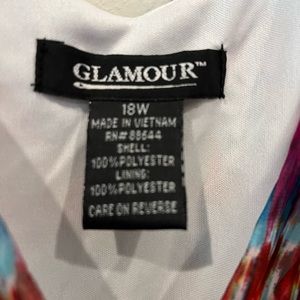 GLAMOUR™
18W
MADE IN VIETNAM
RN# 88644
SHELL:
100% POLYESTER
LINING:
100% POLYESTER
CARE ON REVERSE